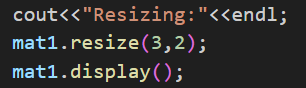 cout<<"Resizing:"<<endl;
mat1.resize(3,2);
mat1.display();